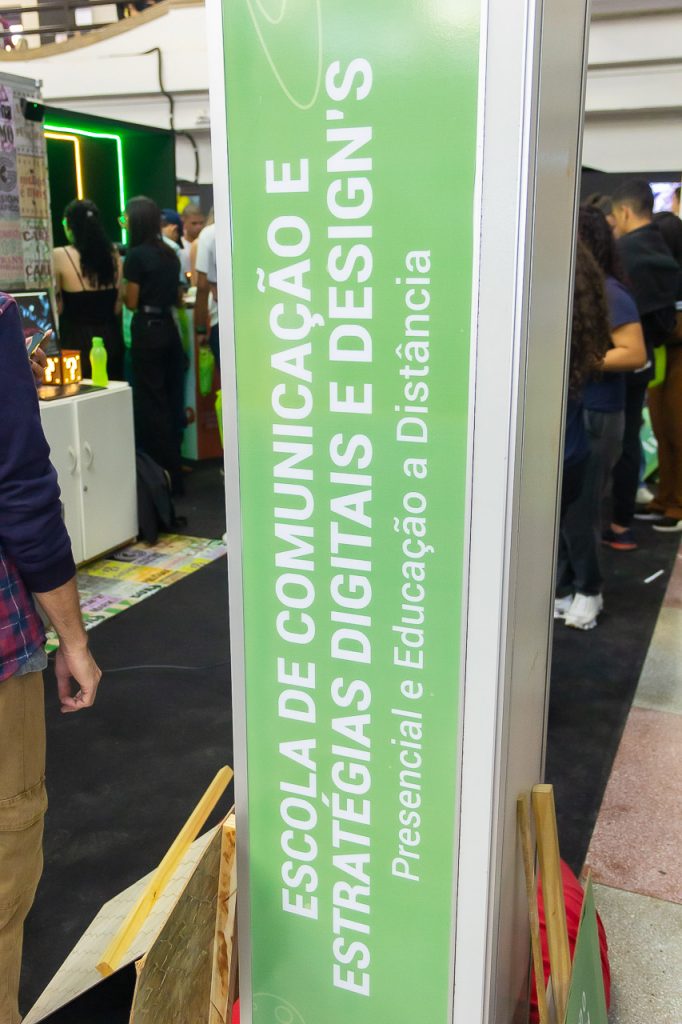 ESCOLA DE COMUNICAÇÃO E
ESTRATÉGIAS DIGITAIS E DESIGN'S
Presencial e Educação a Distância